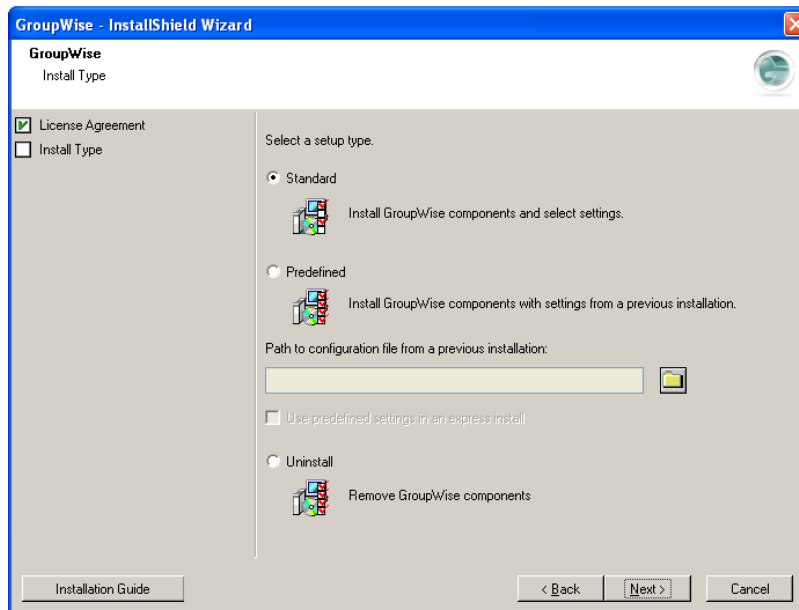 GroupWise - InstallShield Wizard
GroupWise
Install Type
License Agreement
Install Type
Select a setup type.
Standard
Install GroupWise components and select settings.
Predefined
Install GroupWise components with settings from a previous installation.
Path to configuration file from a previous installation:
Use predefined settings in an express install
Uninstall
Remove GroupWise components
Installation Guide
< Back
Next >
Cancel